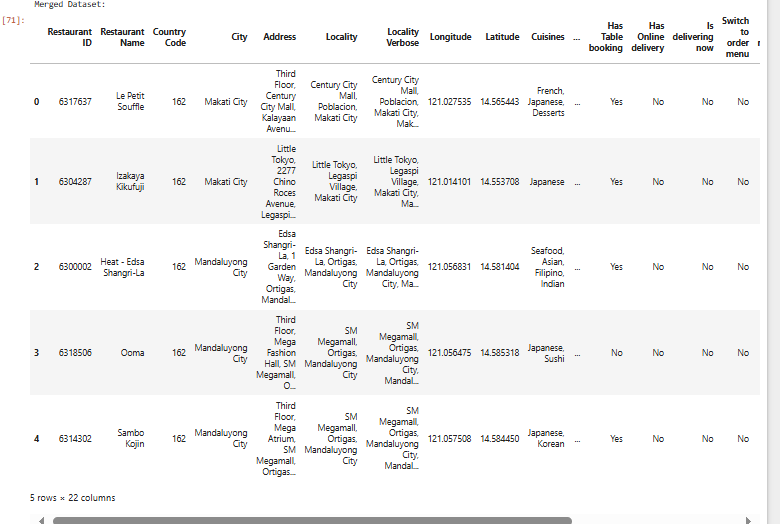 Merged Dataset:
[71]:
Restaurant ID Restaurant Name Country Code City Address Locality Locality Verbose Longitude Latitude Cuisines ... Has Table booking Has Online delivery Is delivering now Switch to order menu
0 6317637 Le Petit Souffle 162 Makati City Third Floor, Century City Mall, Kalayaan Avenu... Century City Mall, Poblacion, Makati City Century City Mall, Poblacion, Makati City, Mak... 121.027535 14.565443 French, Japanese, Desserts ... Yes No No No
1 6304287 Izakaya Kikufuji 162 Makati City Little Tokyo, 2277 Chino Roces Avenue, Legaspi... Little Tokyo, Legaspi Village, Makati City Little Tokyo, Legaspi Village, Makati City, Ma... 121.014101 14.553708 Japanese ... Yes No No No
2 6300002 Heat - Edsa Shangri-La 162 Mandaluyong City Edsa Shangri-La, 1 Garden Way, Ortigas, Mandal... Edsa Shangri-La, Ortigas, Mandaluyong City Edsa Shangri-La, Ortigas, Mandaluyong City, Ma... 121.056831 14.581404 Seafood, Asian, Filipino, Indian ... Yes No No No
3 6318506 Ooma 162 Mandaluyong City Third Floor, Mega Fashion Hall, SM Megamall, O... SM Megamall, Ortigas, Mandaluyong City SM Megamall, Ortigas, Mandaluyong City, Mandal... 121.056475 14.585318 Japanese, Sushi ... No No No No
4 6314302 Sambo Kojin 162 Mandaluyong City Third Floor, Mega Atrium, SM Megamall, Ortigas... SM Megamall, Ortigas, Mandaluyong City SM Megamall, Ortigas, Mandaluyong City, Mandal... 121.057508 14.584450 Japanese, Korean ... Yes No No No
5 rows × 22 columns